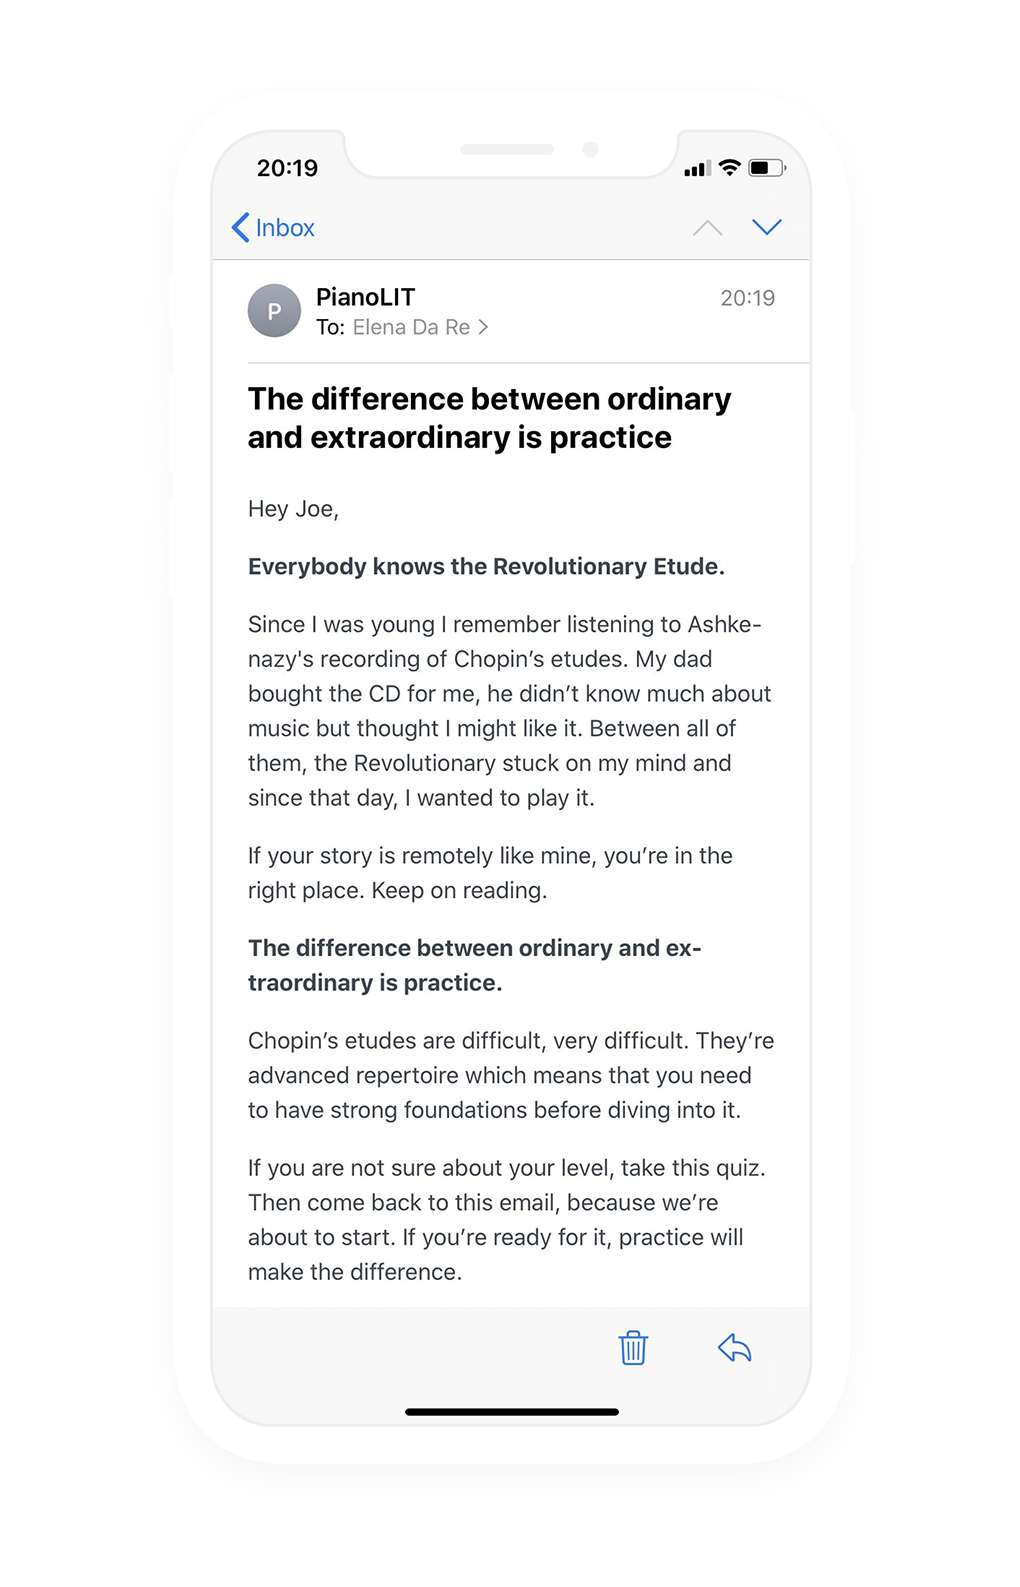 20:19
Inbox
P
PianoLIT
20:19
To: Elena Da Re
The difference between ordinary
and extraordinary is practice
Hey Joe,
Everybody knows the Revolutionary Etude.
Since I was young I remember listening to Ashke-
nazy's recording of Chopin’s etudes. My dad
bought the CD for me, he didn’t know much about
music but thought I might like it. Between all of
them, the Revolutionary stuck on my mind and
since that day, I wanted to play it.
If your story is remotely like mine, you’re in the
right place. Keep on reading.
The difference between ordinary and ex-
traordinary is practice.
Chopin’s etudes are difficult, very difficult. They’re
advanced repertoire which means that you need
to have strong foundations before diving into it.
If you are not sure about your level, take this quiz.
Then come back to this email, because we’re
about to start. If you’re ready for it, practice will
make the difference.